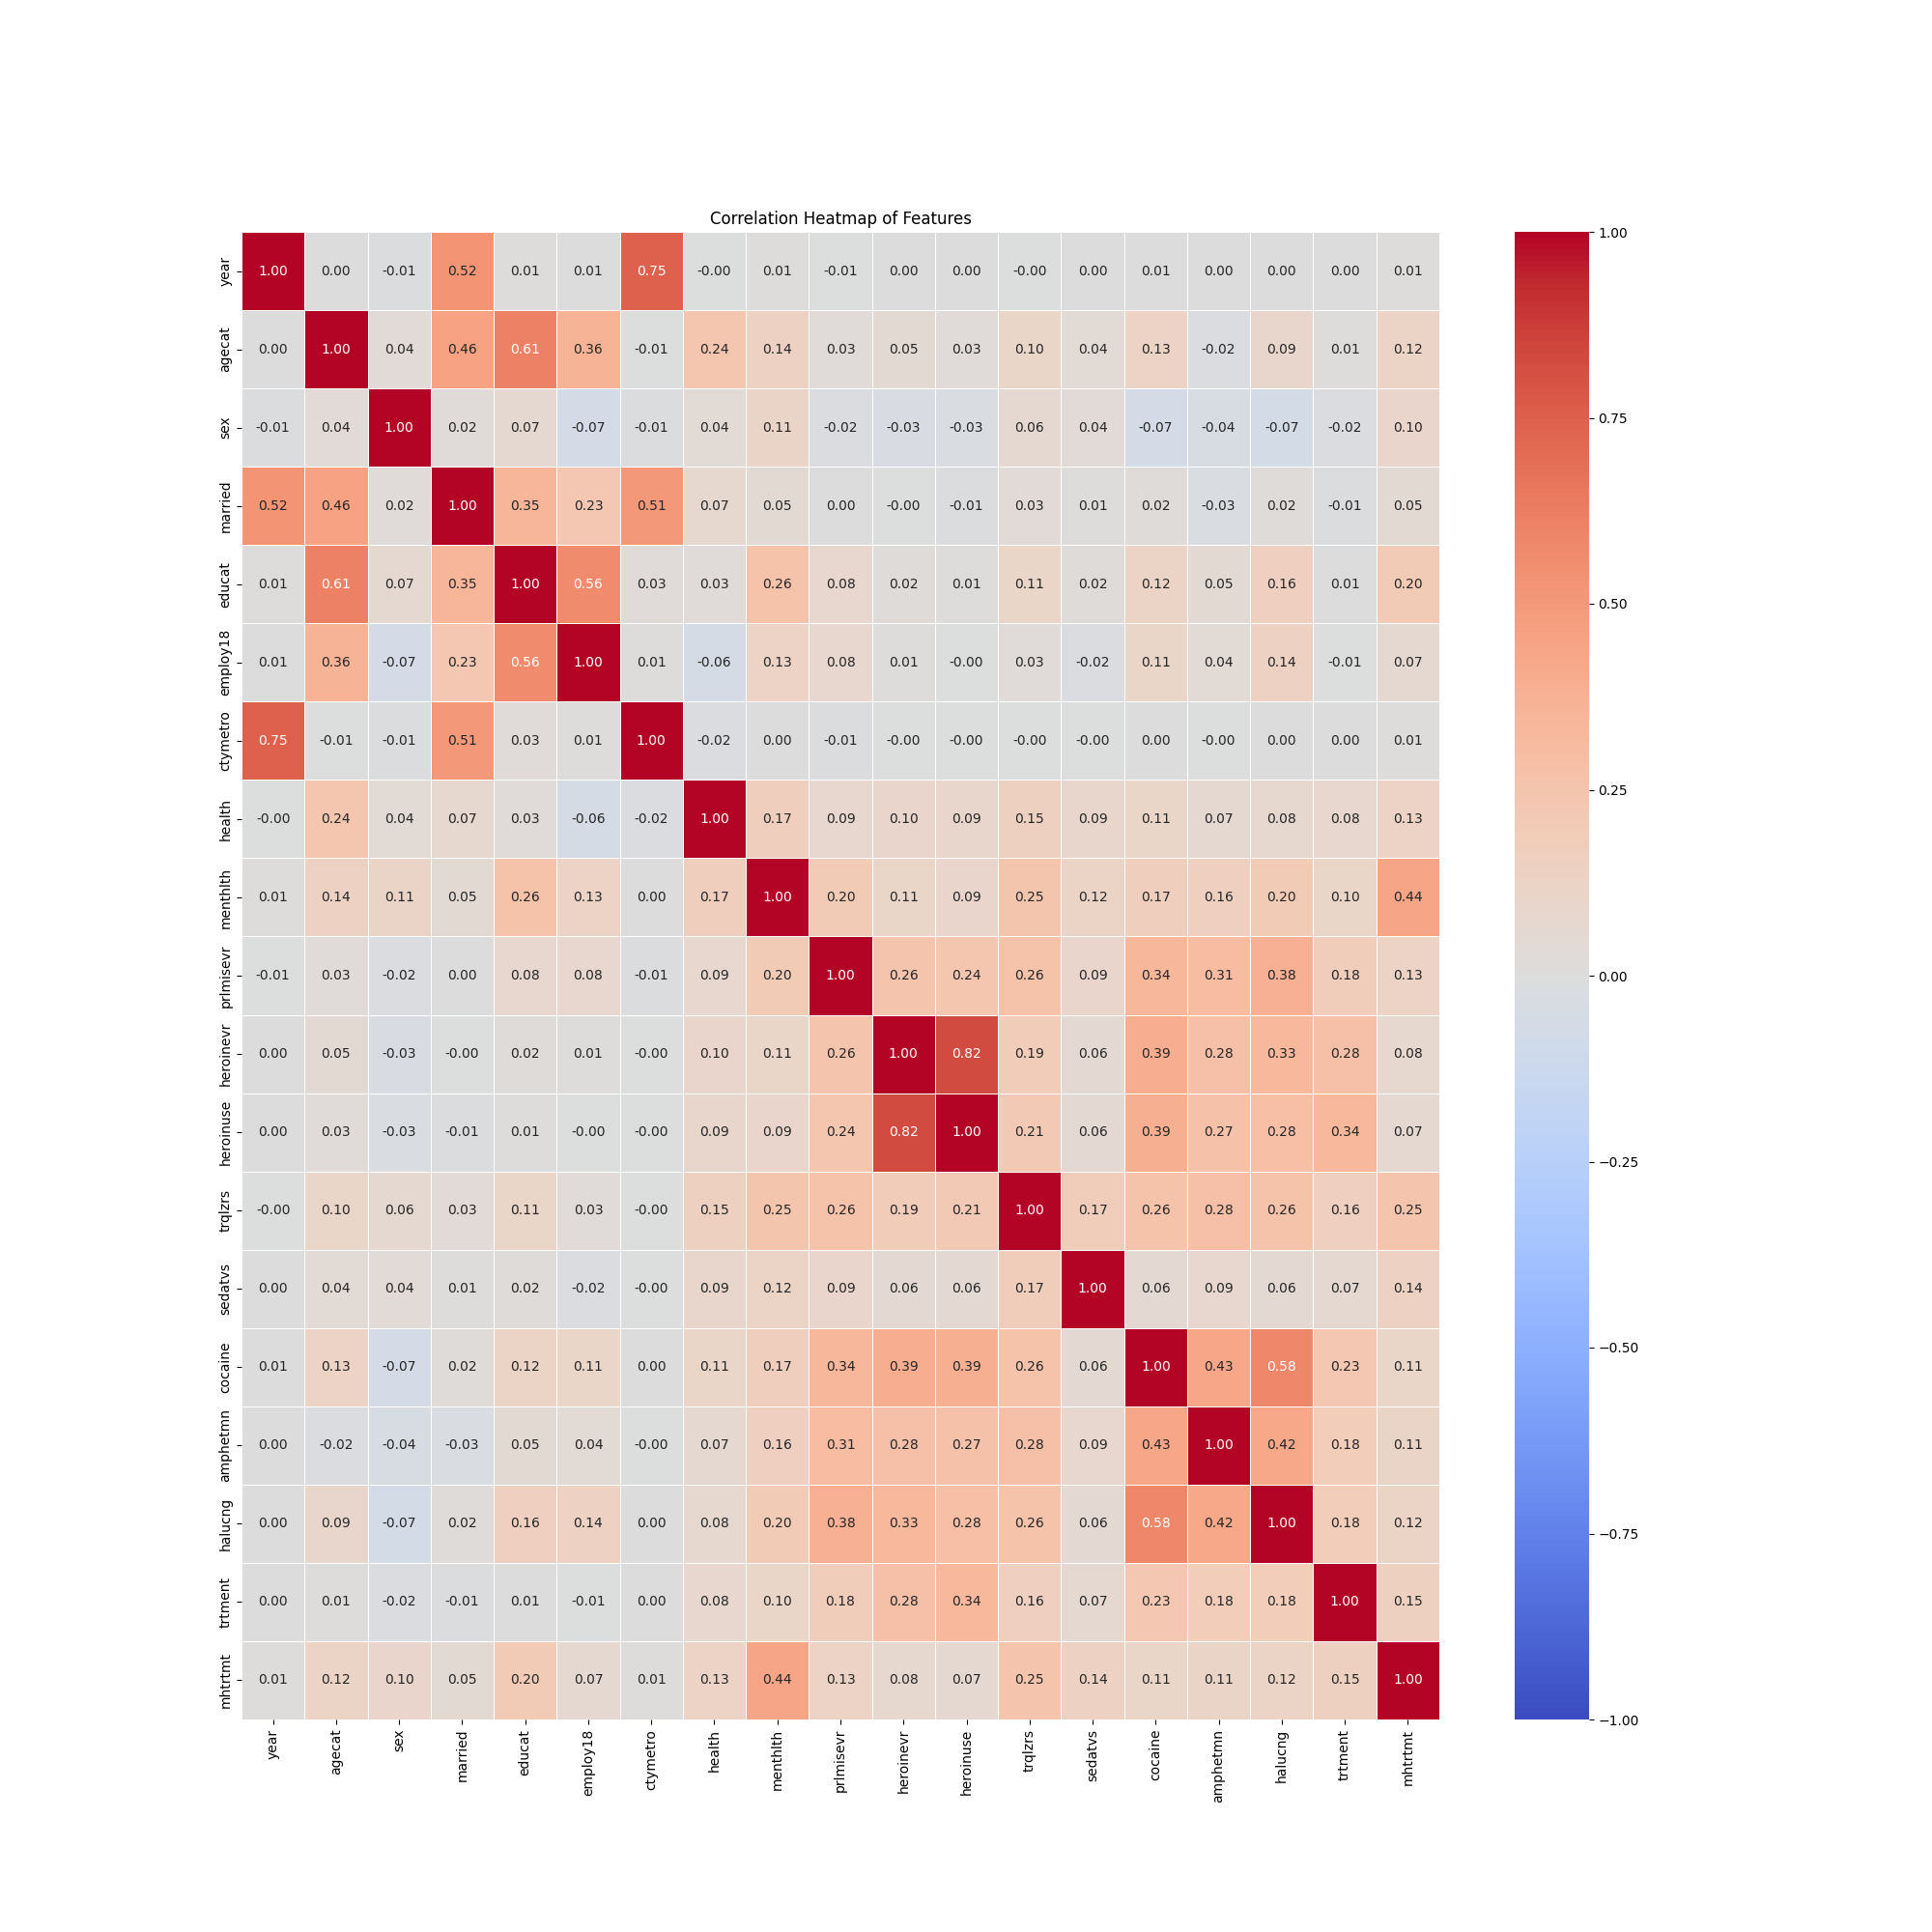 Correlation Heatmap of Features
year 1.00 0.00 -0.01 0.52 0.01 0.01 0.75 -0.00 0.01 -0.01 0.00 0.00 -0.00 0.00 0.01 0.00 0.00 0.00 0.01
agecat 0.00 1.00 0.04 0.46 0.61 0.36 -0.01 0.24 0.14 0.03 0.05 0.03 0.10 0.04 0.13 -0.02 0.09 0.01 0.12
sex -0.01 0.04 1.00 0.02 0.07 -0.07 -0.01 0.04 0.11 -0.02 -0.03 -0.03 0.06 0.04 -0.07 -0.04 -0.07 -0.02 0.10
married 0.52 0.46 0.02 1.00 0.35 0.23 0.51 0.07 0.05 0.00 -0.00 -0.01 0.03 0.01 0.02 -0.03 0.02 -0.01 0.05
educat 0.01 0.61 0.07 0.35 1.00 0.56 0.03 0.03 0.26 0.08 0.02 0.01 0.11 0.02 0.12 0.05 0.16 0.01 0.20
employ18 0.01 0.36 -0.07 0.23 0.56 1.00 0.01 -0.06 0.13 0.08 0.01 -0.00 0.03 -0.02 0.11 0.04 0.14 -0.01 0.07
ctymetro 0.75 -0.01 -0.01 0.51 0.03 0.01 1.00 -0.02 0.00 -0.01 -0.00 -0.00 -0.00 -0.00 0.00 -0.00 0.00 0.00 0.01
health -0.00 0.24 0.04 0.07 0.03 -0.06 -0.02 1.00 0.17 0.09 0.10 0.09 0.15 0.09 0.11 0.07 0.08 0.08 0.13
menthlth 0.01 0.14 0.11 0.05 0.26 0.13 0.00 0.17 1.00 0.20 0.11 0.09 0.25 0.12 0.17 0.16 0.20 0.10 0.44
prlmisevr -0.01 0.03 -0.02 0.00 0.08 0.08 -0.01 0.09 0.20 1.00 0.26 0.24 0.26 0.09 0.34 0.31 0.38 0.18 0.13
heroinevr 0.00 0.05 -0.03 -0.00 0.02 0.01 -0.00 0.10 0.11 0.26 1.00 0.82 0.19 0.06 0.39 0.28 0.33 0.28 0.08
heroinuse 0.00 0.03 -0.03 -0.01 0.01 -0.00 -0.00 0.09 0.09 0.24 0.82 1.00 0.21 0.06 0.39 0.27 0.28 0.34 0.07
trqlzrs -0.00 0.10 0.06 0.03 0.11 0.03 -0.00 0.15 0.25 0.26 0.19 0.21 1.00 0.17 0.26 0.28 0.26 0.16 0.25
sedatvs 0.00 0.04 0.04 0.01 0.02 -0.02 -0.00 0.09 0.12 0.09 0.06 0.06 0.17 1.00 0.06 0.09 0.06 0.07 0.14
cocaine 0.01 0.13 -0.07 0.02 0.12 0.11 0.00 0.11 0.17 0.34 0.39 0.39 0.26 0.06 1.00 0.43 0.58 0.23 0.11
amphetmn 0.00 -0.02 -0.04 -0.03 0.05 0.04 -0.00 0.07 0.16 0.31 0.28 0.27 0.28 0.09 0.43 1.00 0.42 0.18 0.11
halucng 0.00 0.09 -0.07 0.02 0.16 0.14 0.00 0.08 0.20 0.38 0.33 0.28 0.26 0.06 0.58 0.42 1.00 0.18 0.12
trtment 0.00 0.01 -0.02 -0.01 0.01 -0.01 0.00 0.08 0.10 0.18 0.28 0.34 0.16 0.07 0.23 0.18 0.18 1.00 0.15
mhtrtmt 0.01 0.12 0.10 0.05 0.20 0.07 0.01 0.13 0.44 0.13 0.08 0.07 0.25 0.14 0.11 0.11 0.12 0.15 1.00
year agecat sex married educat employ18 ctymetro health menthlth prlmisevr heroinevr heroinuse trqlzrs sedatvs cocaine amphetmn halucng trtment mhtrtmt
1.00
0.75
0.50
0.25
0.00
−0.25
−0.50
−0.75
−1.00